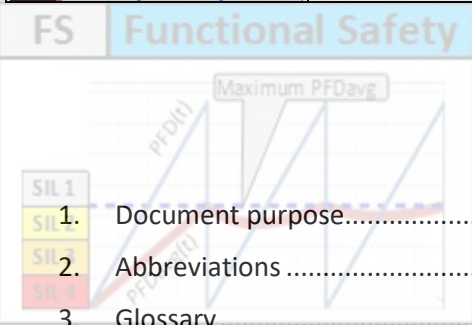 FS Functional Safety
Maximum PFDavg
PFD(t)
SIL 1
1. Document purpose.................
SIL 2
SIL 3
2. Abbreviations.......................
SIL 4
3. Glossary